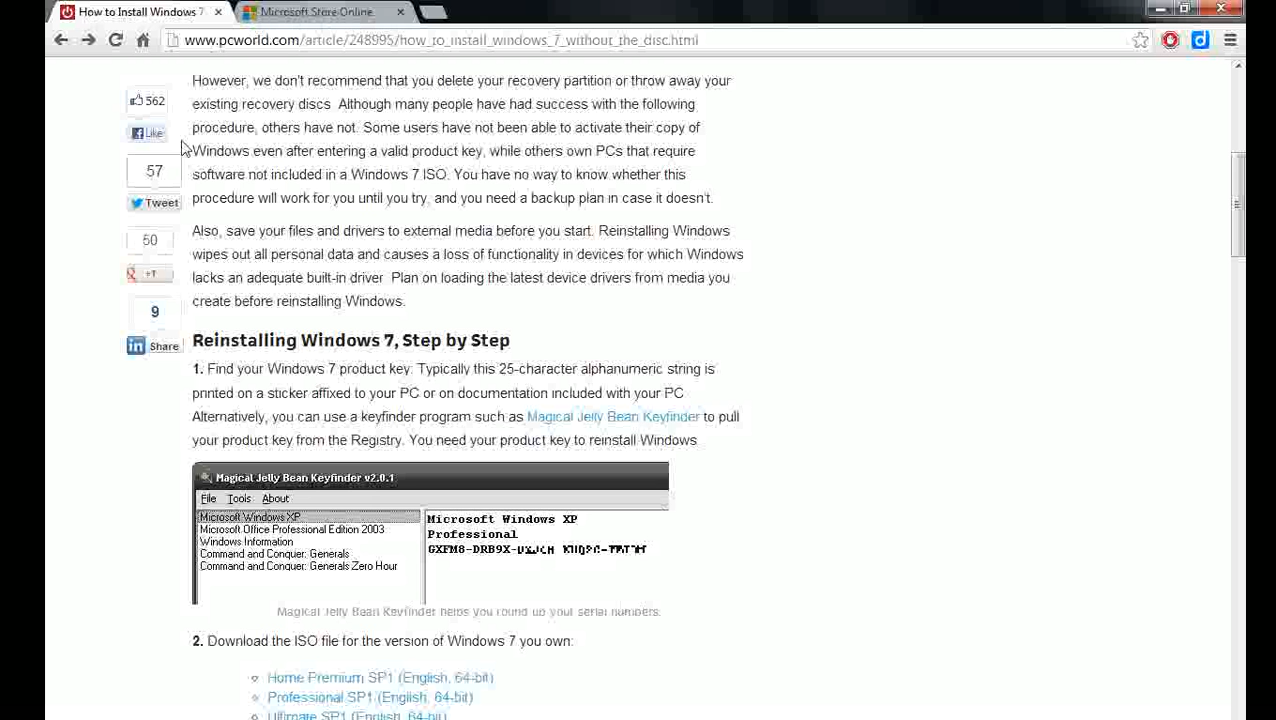 How to Install Windows 7
Microsoft Store Online
www.pcworld.com/article/248995/how_to_install_windows_7_without_the_disc.html
However, we don't recommend that you delete your recovery partition or throw away your
existing recovery discs. Although many people have had success with the following
procedure, others have not. Some users have not been able to activate their copy of
Windows even after entering a valid product key, while others own PCs that require
software not included in a Windows 7 ISO. You have no way to know whether this
procedure will work for you until you try, and you need a backup plan in case it doesn't.
562
Like
57
Tweet
50
+1
9
in Share
Also, save your files and drivers to external media before you start. Reinstalling Windows
wipes out all personal data and causes a loss of functionality in devices for which Windows
lacks an adequate built-in driver. Plan on loading the latest device drivers from media you
create before reinstalling Windows.
Reinstalling Windows 7, Step by Step
1. Find your Windows 7 product key: Typically this 25-character alphanumeric string is
printed on a sticker affixed to your PC or on documentation included with your PC
Alternatively, you can use a keyfinder program such as Magical Jelly Bean Keyfinder to pull
your product key from the Registry. You need your product key to reinstall Windows
Magical Jelly Bean Keyfinder v2.0.1
File Tools About
Microsoft Windows XP
Microsoft Office Professional Edition 2003
Windows Information
Command and Conquer: Generals
Command and Conquer: Generals Zero Hour
Microsoft Windows XP
Professional
GXFM8-DRB9X-
Magical Jelly Bean Keyfinder helps you round up your serial numbers.
2. Download the ISO file for the version of Windows 7 you own:
Home Premium SP1 (English, 64-bit)
Professional SP1 (English, 64-bit)
Ultimate SP1 (English, 64-bit)